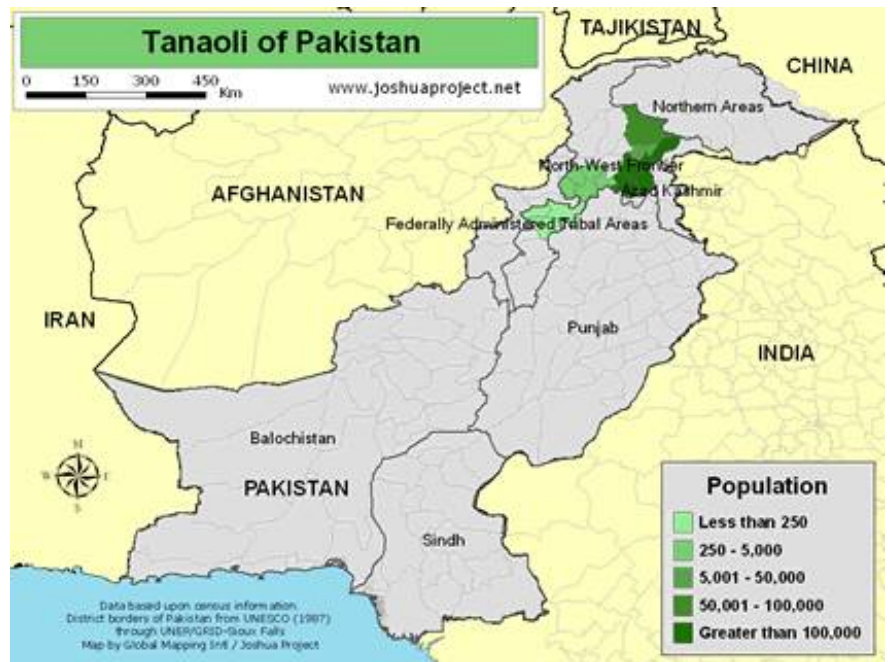 Tanaoli of Pakistan
0 150 300 450
Km
www.joshuaproject.net
TAJIKISTAN
CHINA
Northern Areas
North-West Frontier
Azad Kashmir
AFGHANISTAN
Federally Administered Tribal Areas
IRAN
Punjab
INDIA
Balochistan
PAKISTAN
Sindh
N
W E
S
Population
Less than 250
250 - 5,000
5,001 - 50,000
50,001 - 100,000
Greater than 100,000
Data based upon census information.
District borders of Pakistan from UNESCO (1987)
through UNEP/GRID-Sioux Falls
Map by Global Mapping Intl / Joshua Project